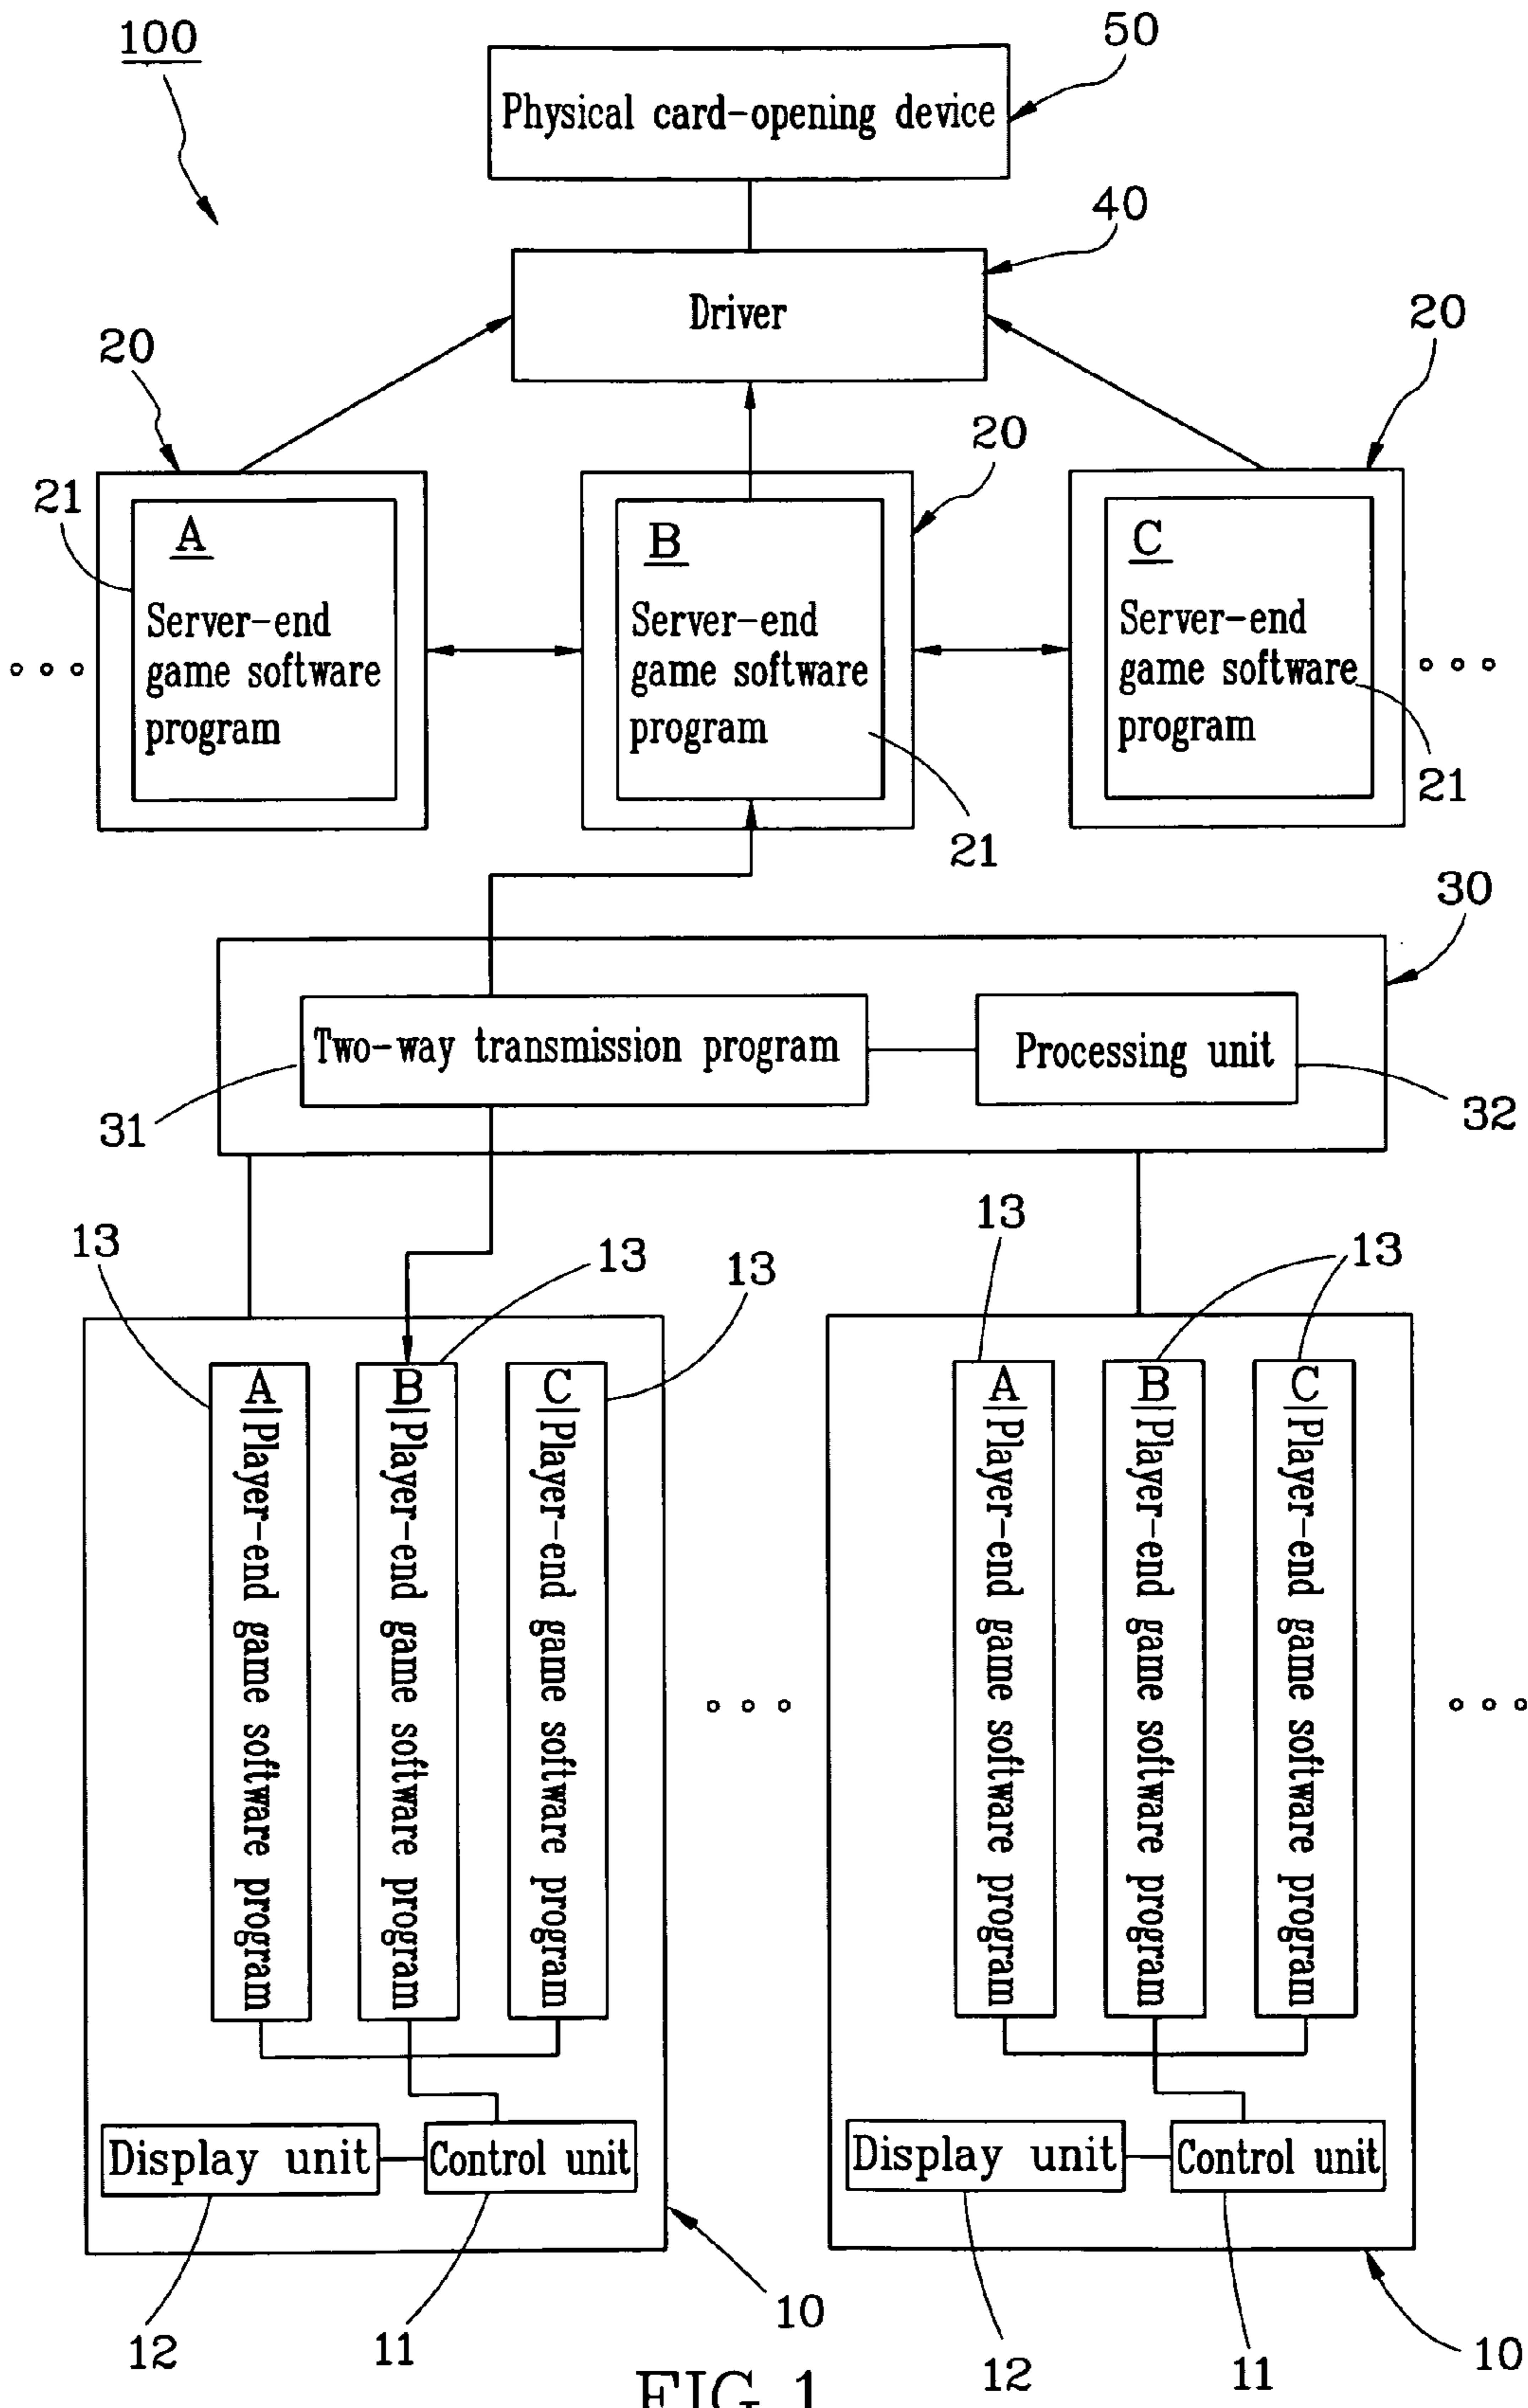 100
50
Physical card-opening device
40
Driver
20
20
20
21
A
Server-end
game software
program
B
Server-end
game software
program
21
C
Server-end
game software
program
21
30
Two-way transmission program
Processing unit
31
32
13
13
13
13
13
A Player-end game software program
B Player-end game software program
C Player-end game software program
A Player-end game software program
B Player-end game software program
C Player-end game software program
Display unit
Control unit
Display unit
Control unit
12
11
10
12
11
10
FIG. 1